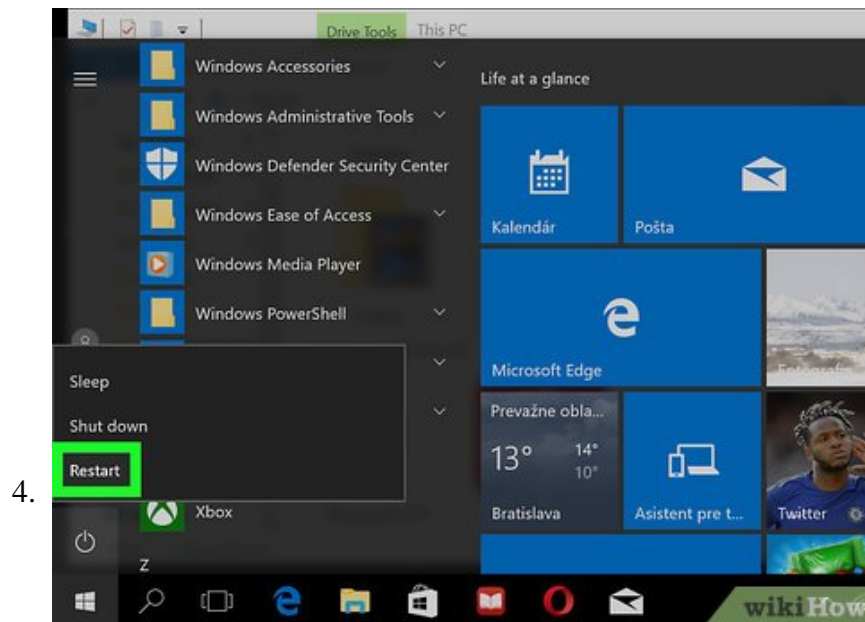 Drive Tools This PC
Windows Accessories
Windows Administrative Tools
Windows Defender Security Center
Windows Ease of Access
Windows Media Player
Windows PowerShell
Sleep
Shut down
Restart
Xbox
Z
Life at a glance
Kalendár
Pošta
Microsoft Edge
Prevažne obla...
13°
14°
10°
Bratislava
Asistent pre t...
Twitter
4.
wikiHow